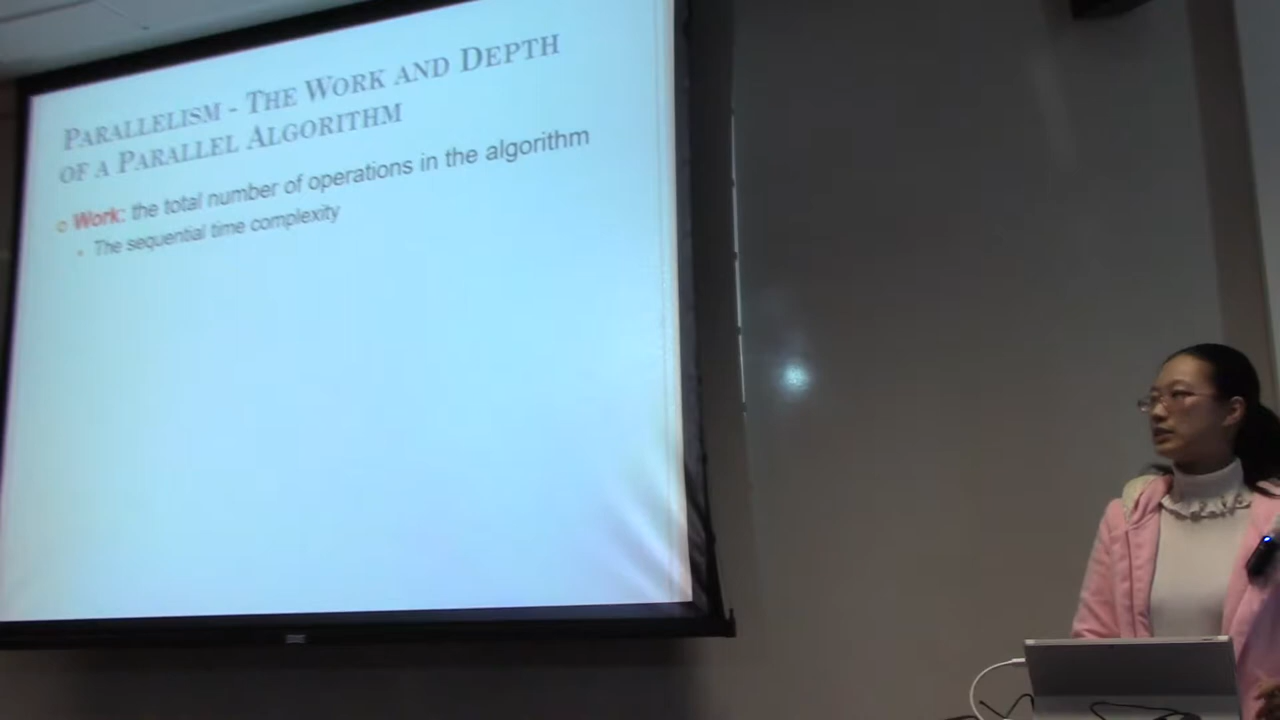 PARALLELISM - THE WORK AND DEPTH
OF A PARALLEL ALGORITHM
Work: the total number of operations in the algorithm
The sequential time complexity